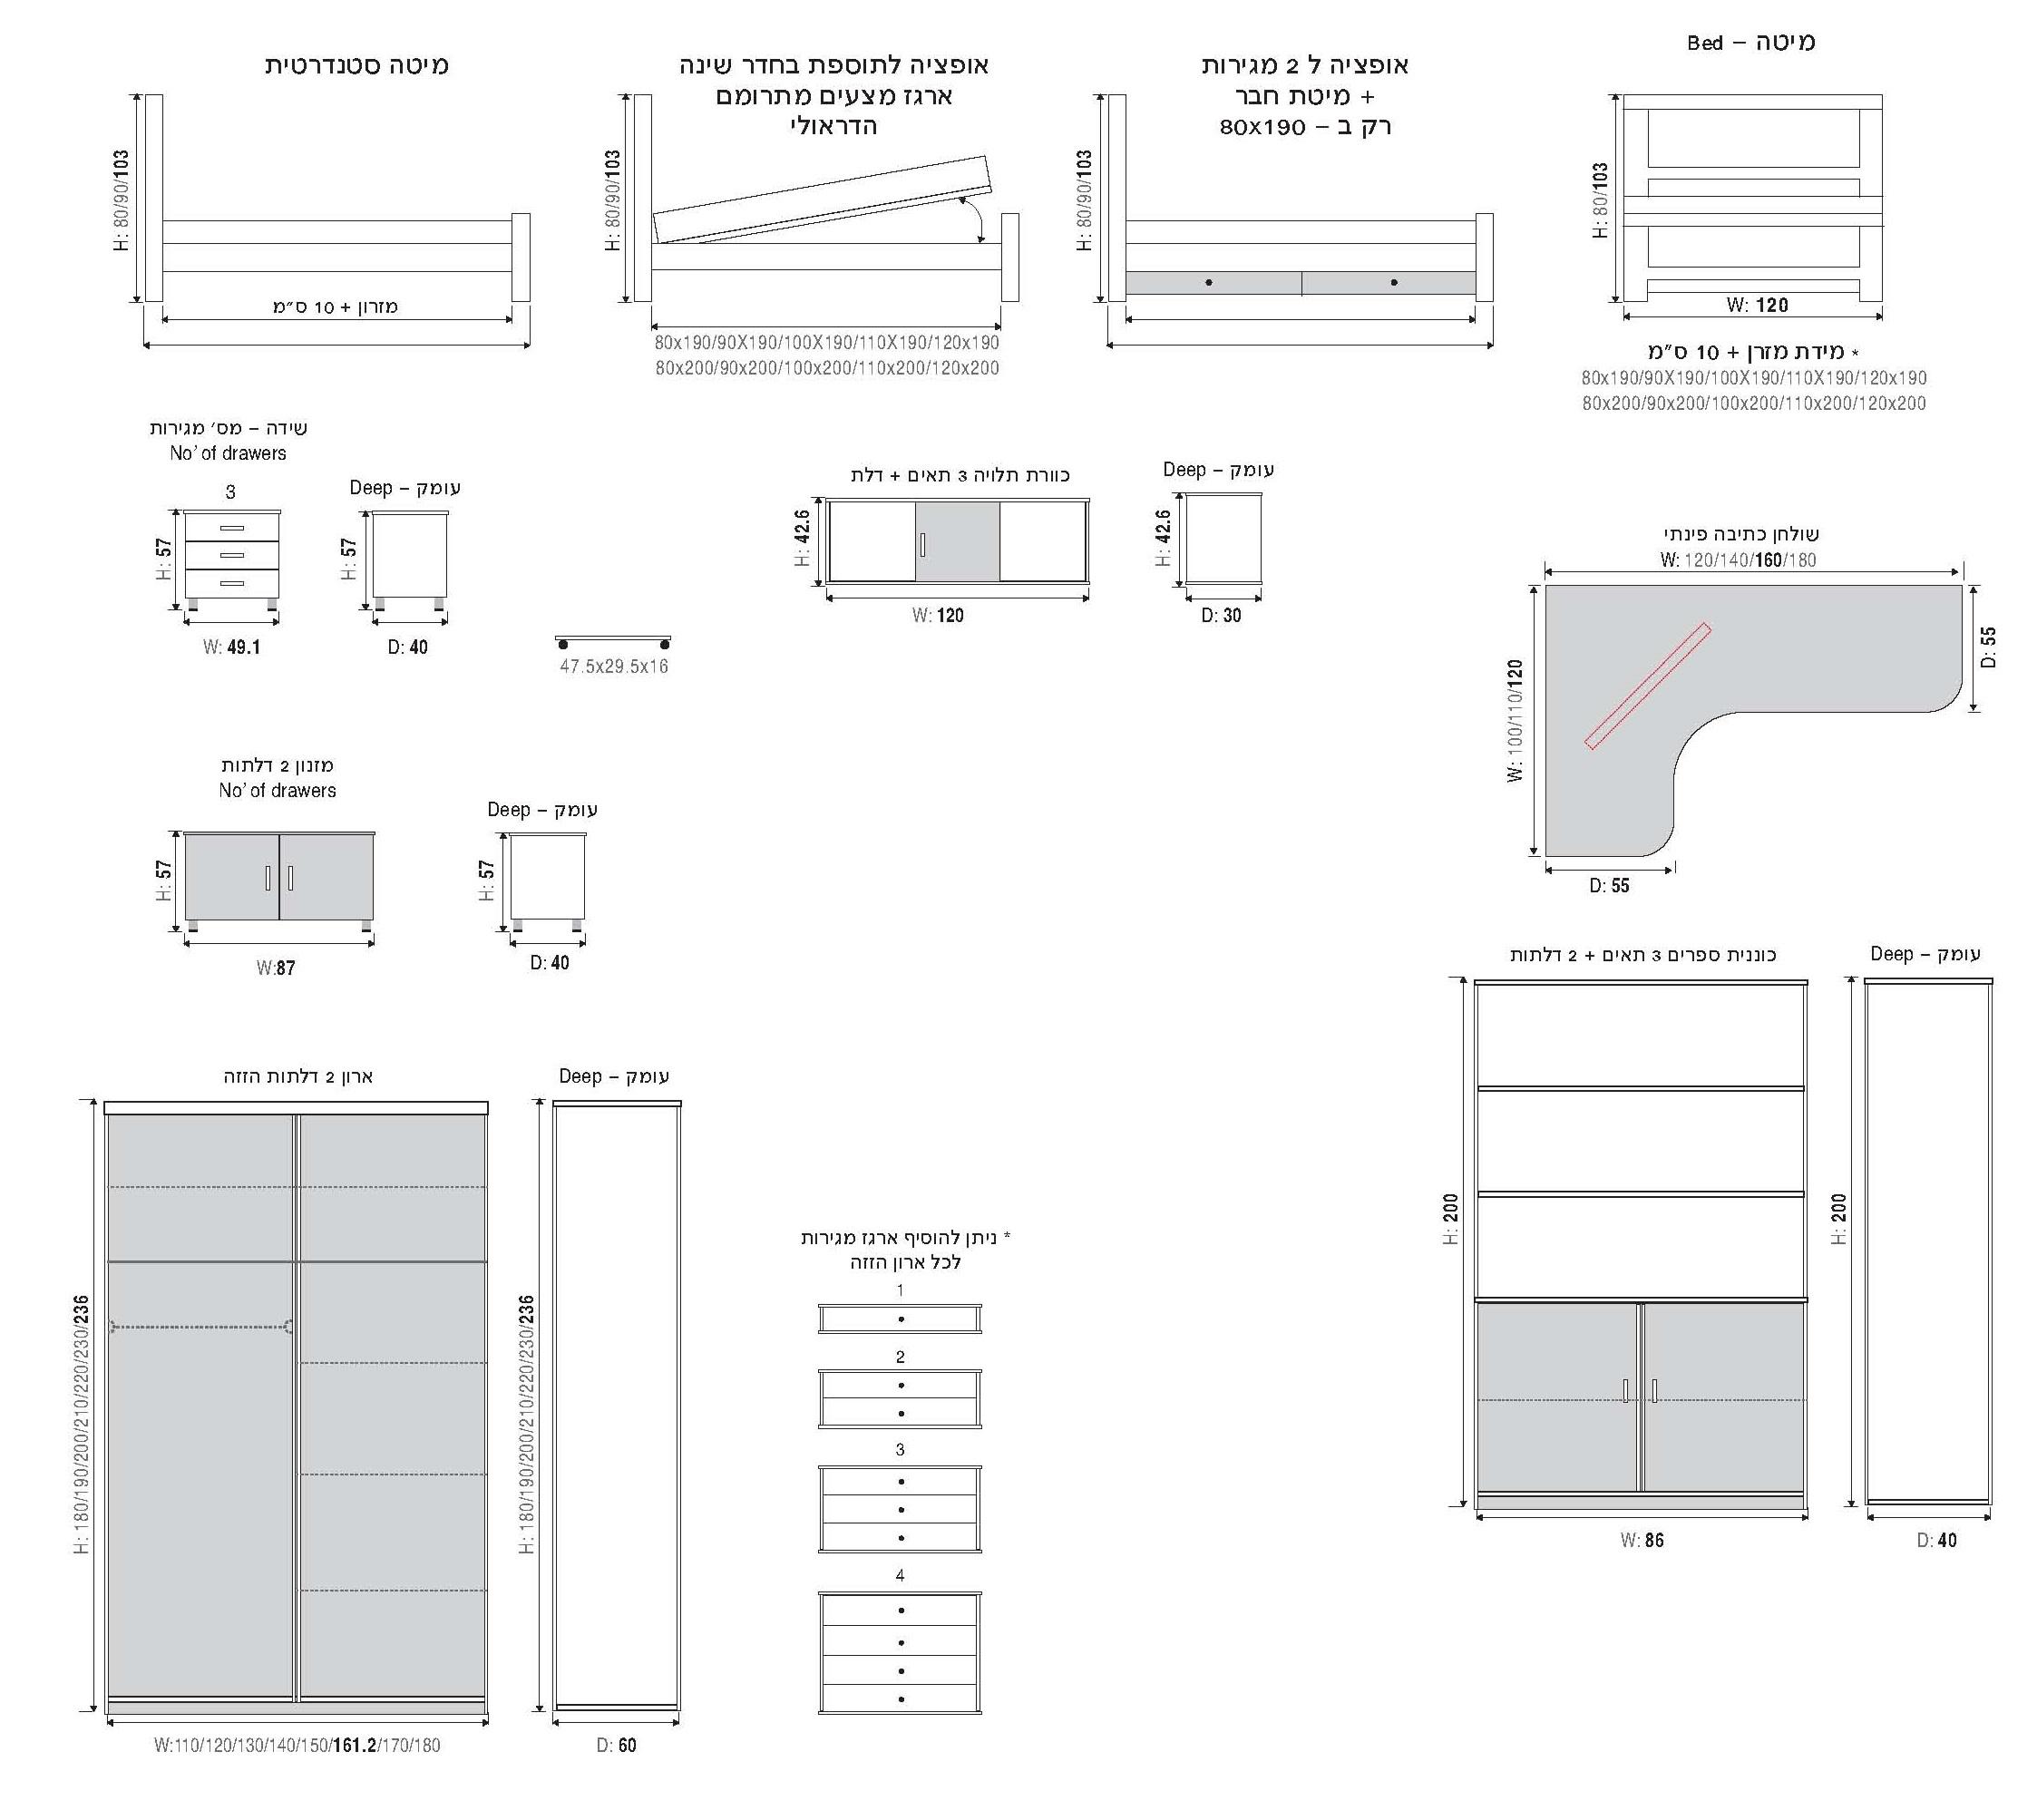 מיטה – Bed
אופציה ל 2 מגירות
+ מיטת חבר
רק ב – 80x190
אופציה לתוספת בחדר שינה
ארגז מצעים מתרומם
הדראולי
מיטה סטנדרטית
H: 80/90/103
H: 80/90/103
H: 80/90/103
H: 80/103
מזרון + 10 ס"מ
80x190/90X190/100X190/110X190/120x190
80x200/90x200/100x200/110x200/120x200
W: 120
* מידת מזרן + 10 ס"מ
80x190/90X190/100X190/110X190/120x190
80x200/90x200/100x200/110x200/120x200
שידה – מס' מגירות
No' of drawers
3
H: 57
W: 49.1
עומק – Deep
H: 57
D: 40
47.5x29.5x16
כוורת תלויה 3 תאים + דלת
H: 42.6
W: 120
עומק – Deep
H: 42.6
D: 30
שולחן כתיבה פינתי
W: 120/140/160/180
W: 100/110/120
D: 55
D: 55
מזנון 2 דלתות
No' of drawers
H: 57
W:87
עומק – Deep
H: 57
D: 40
כוננית ספרים 3 תאים + 2 דלתות
H: 200
W: 86
עומק – Deep
H: 200
D: 40
ארון 2 דלתות הזזה
H: 180/190/200/210/220/230/236
W:110/120/130/140/150/161.2/170/180
עומק – Deep
H: 180/190/200/210/220/230/236
D: 60
* ניתן להוסיף ארגז מגירות
לכל ארון הזזה
1
2
3
4